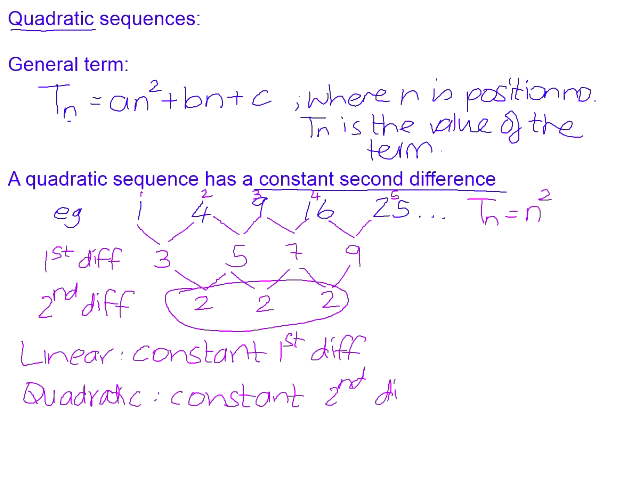 Quadratic sequences:
General term:
Tn = an² + bn + c ; where n is position no.
Tn is the value of the
term.
A quadratic sequence has a constant second difference
1 2 3 4 5
eg 1 4 9 16 25 ... Tn = n²
1st diff 3 5 7 9
2nd diff 2 2 2
Linear : constant 1st diff
Quadratic : constant 2nd di